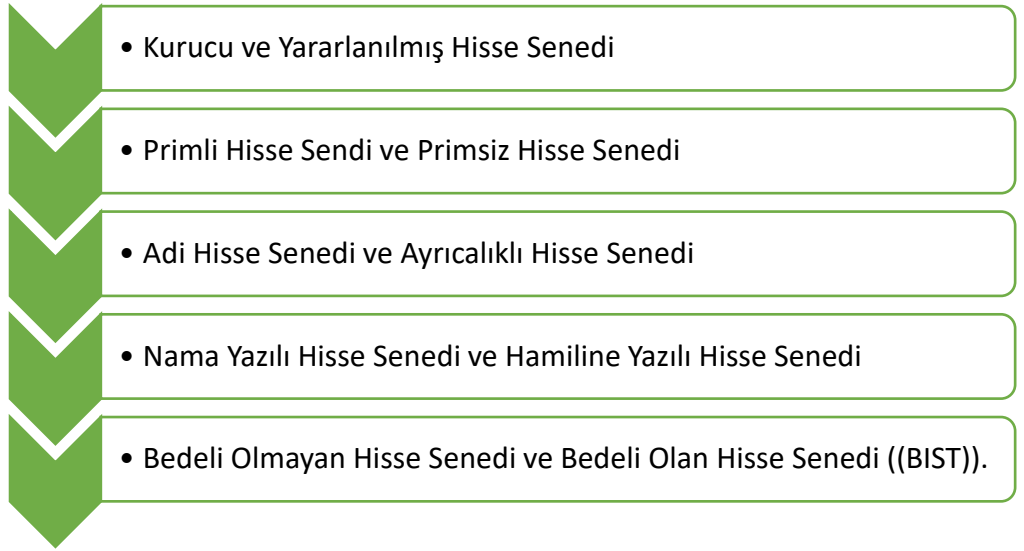 • Kurucu ve Yararlanılmış Hisse Senedi
• Primli Hisse Sendi ve Primsiz Hisse Senedi
• Adi Hisse Senedi ve Ayrıcalıklı Hisse Senedi
• Nama Yazılı Hisse Senedi ve Hamiline Yazılı Hisse Senedi
• Bedeli Olmayan Hisse Senedi ve Bedeli Olan Hisse Senedi ((BIST)).